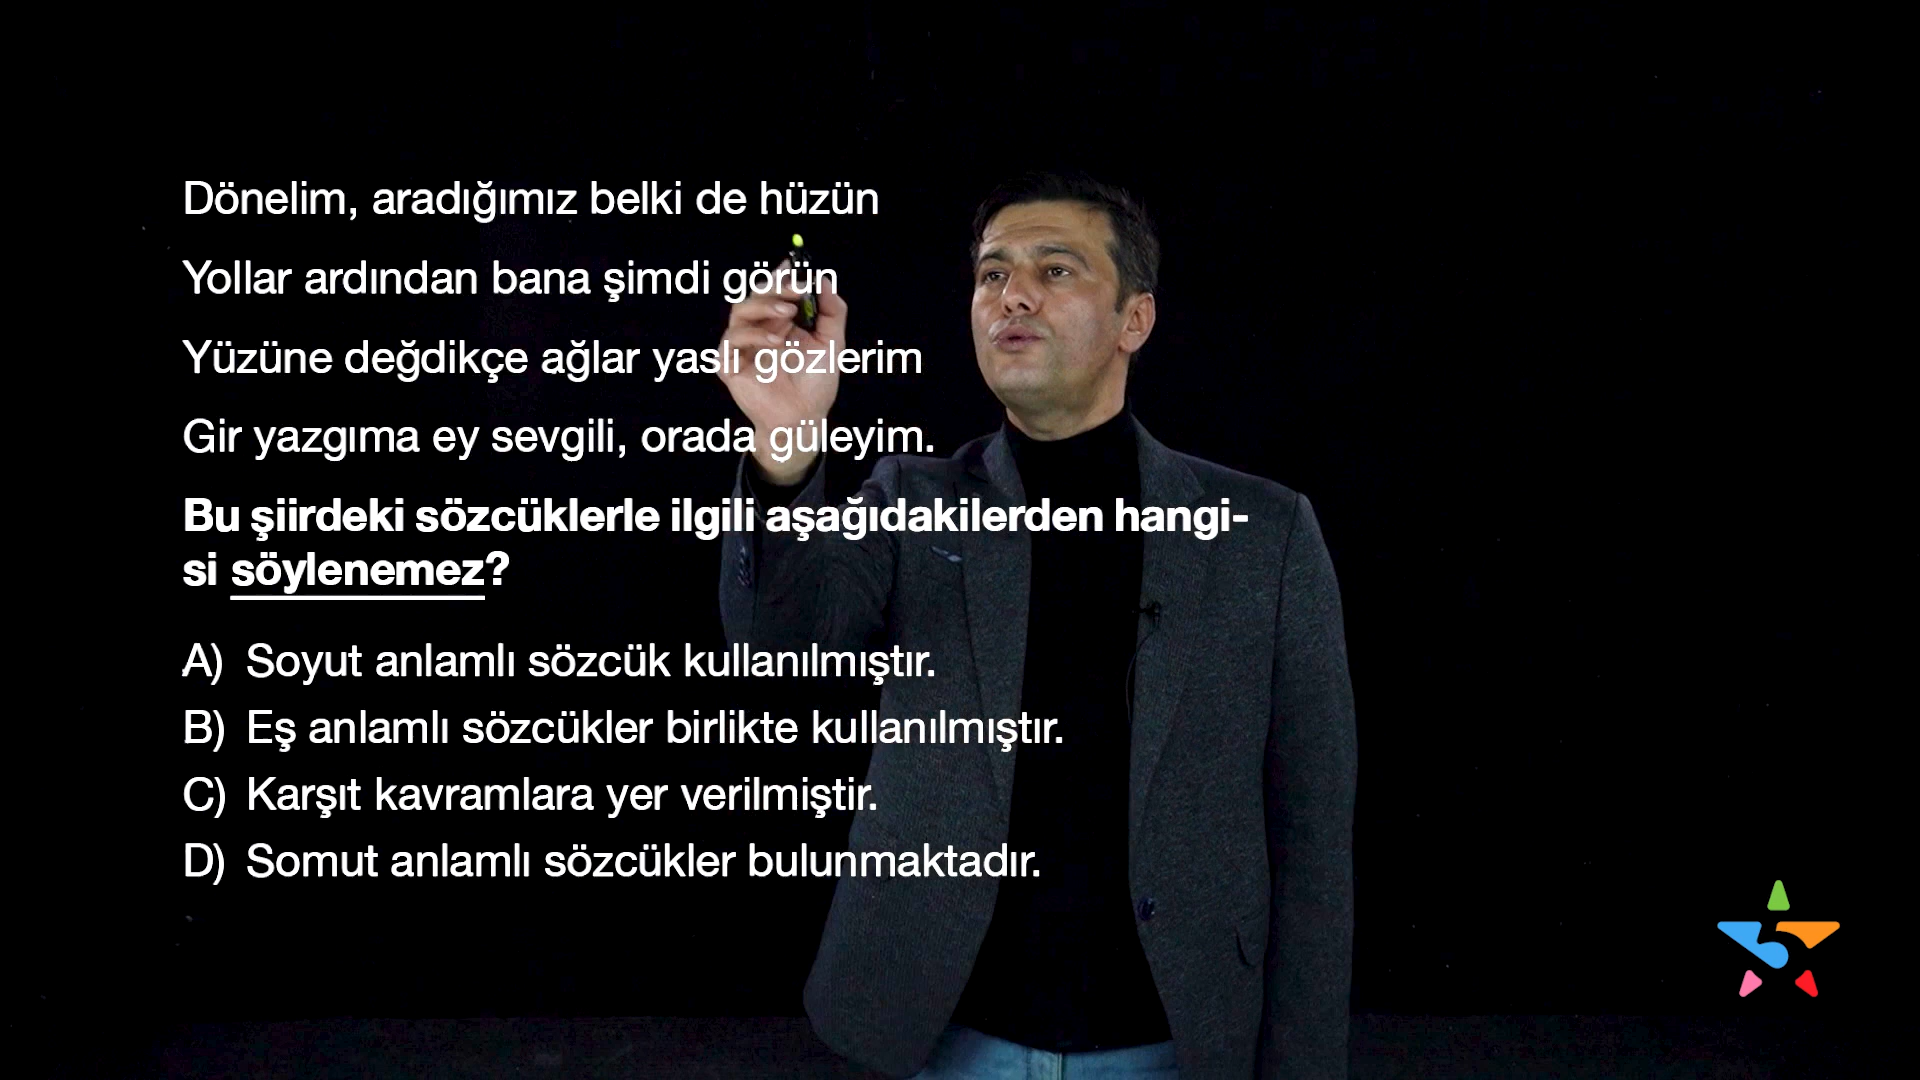 Dönelim, aradığımız belki de hüzün
Yollar ardından bana şimdi görün
Yüzüne değdikçe ağlar yaslı gözlerim
Gir yazgıma ey sevgili, orada güleyim.
Bu şiirdeki sözcüklerle ilgili aşağıdakilerden hangi-
si söylenemez?
A) Soyut anlamlı sözcük kullanılmıştır.
B) Eş anlamlı sözcükler birlikte kullanılmıştır.
C) Karşıt kavramlara yer verilmiştir.
D) Somut anlamlı sözcükler bulunmaktadır.
5